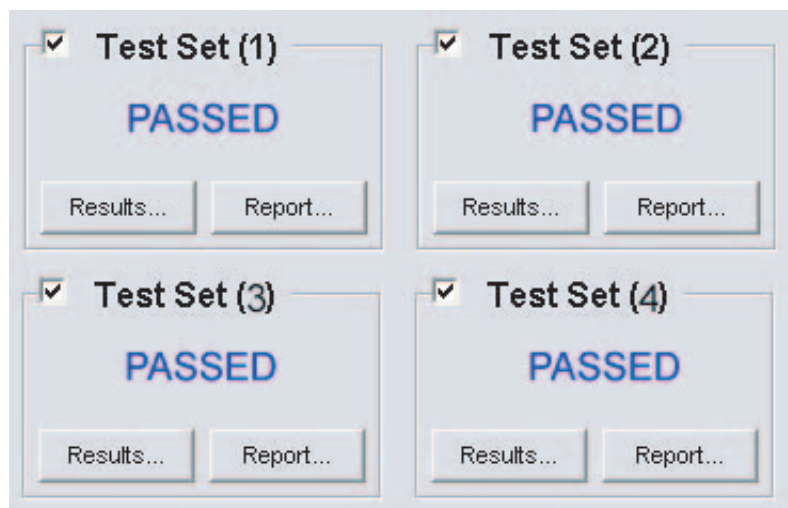 Test Set (1)
PASSED
Results... Report...
Test Set (2)
PASSED
Results... Report...
Test Set (3)
PASSED
Results... Report...
Test Set (4)
PASSED
Results... Report...